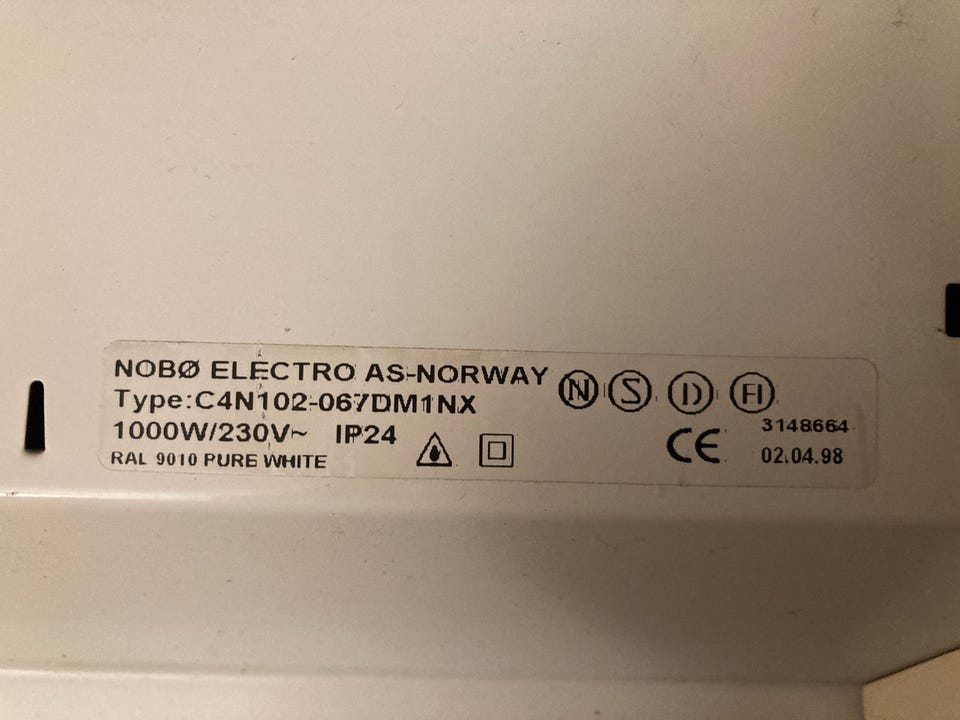 NOBØ ELECTRO AS-NORWAY
Type:C4N102-067DM1NX
1000W/230V~ IP24
RAL 9010 PURE WHITE
N S D FI
3148664
CE 02.04.98